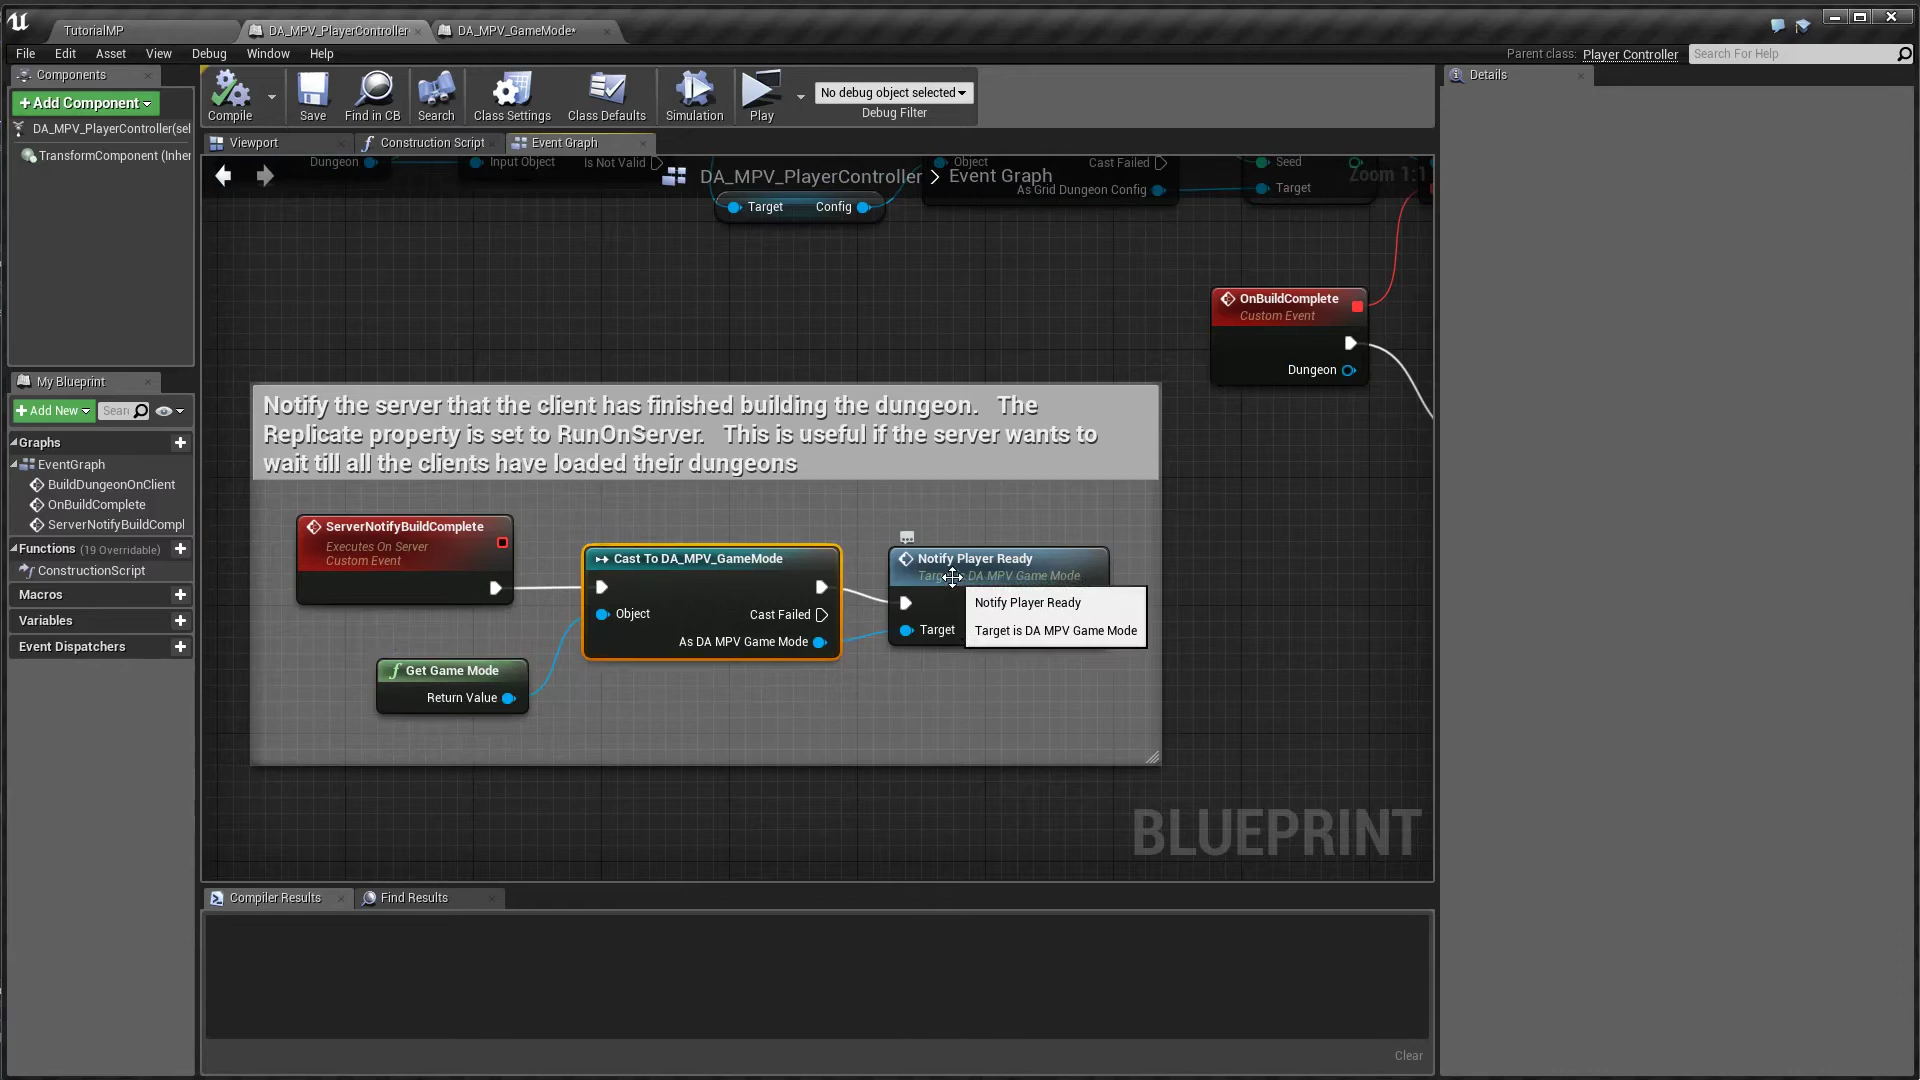 TutorialMP
DA_MPV_PlayerController
DA_MPV_GameMode*
File Edit Asset View Debug Window Help
Parent class: Player Controller
Search For Help
Components
Details
+Add Component
Compile
Save
Find in CB
Search
Class Settings
Class Defaults
Simulation
Play
No debug object selected
Debug Filter
DA_MPV_PlayerController(sel
TransformComponent (Inher
Viewport
Construction Script
Event Graph
Dungeon
Input Object
Is Not Valid
Object
Cast Failed
Seed
DA_MPV_PlayerController > Event Graph
Zoom 1:1
As Grid Dungeon Config
Target
Target
Config
OnBuildComplete
Custom Event
Dungeon
My Blueprint
+Add New
Sear
Graphs
EventGraph
BuildDungeonOnClient
OnBuildComplete
ServerNotifyBuildCompl
Functions (19 Overridable)
ConstructionScript
Macros
Variables
Event Dispatchers
Notify the server that the client has finished building the dungeon. The
Replicate property is set to RunOnServer. This is useful if the server wants to
wait till all the clients have loaded their dungeons
ServerNotifyBuildComplete
Executes On Server
Custom Event
Cast To DA_MPV_GameMode
Object
Cast Failed
As DA MPV Game Mode
Notify Player Ready
DA MPV Game Mode
Target
Notify Player Ready
Target is DA MPV Game Mode
Get Game Mode
Return Value
BLUEPRINT
Compiler Results
Find Results
Clear